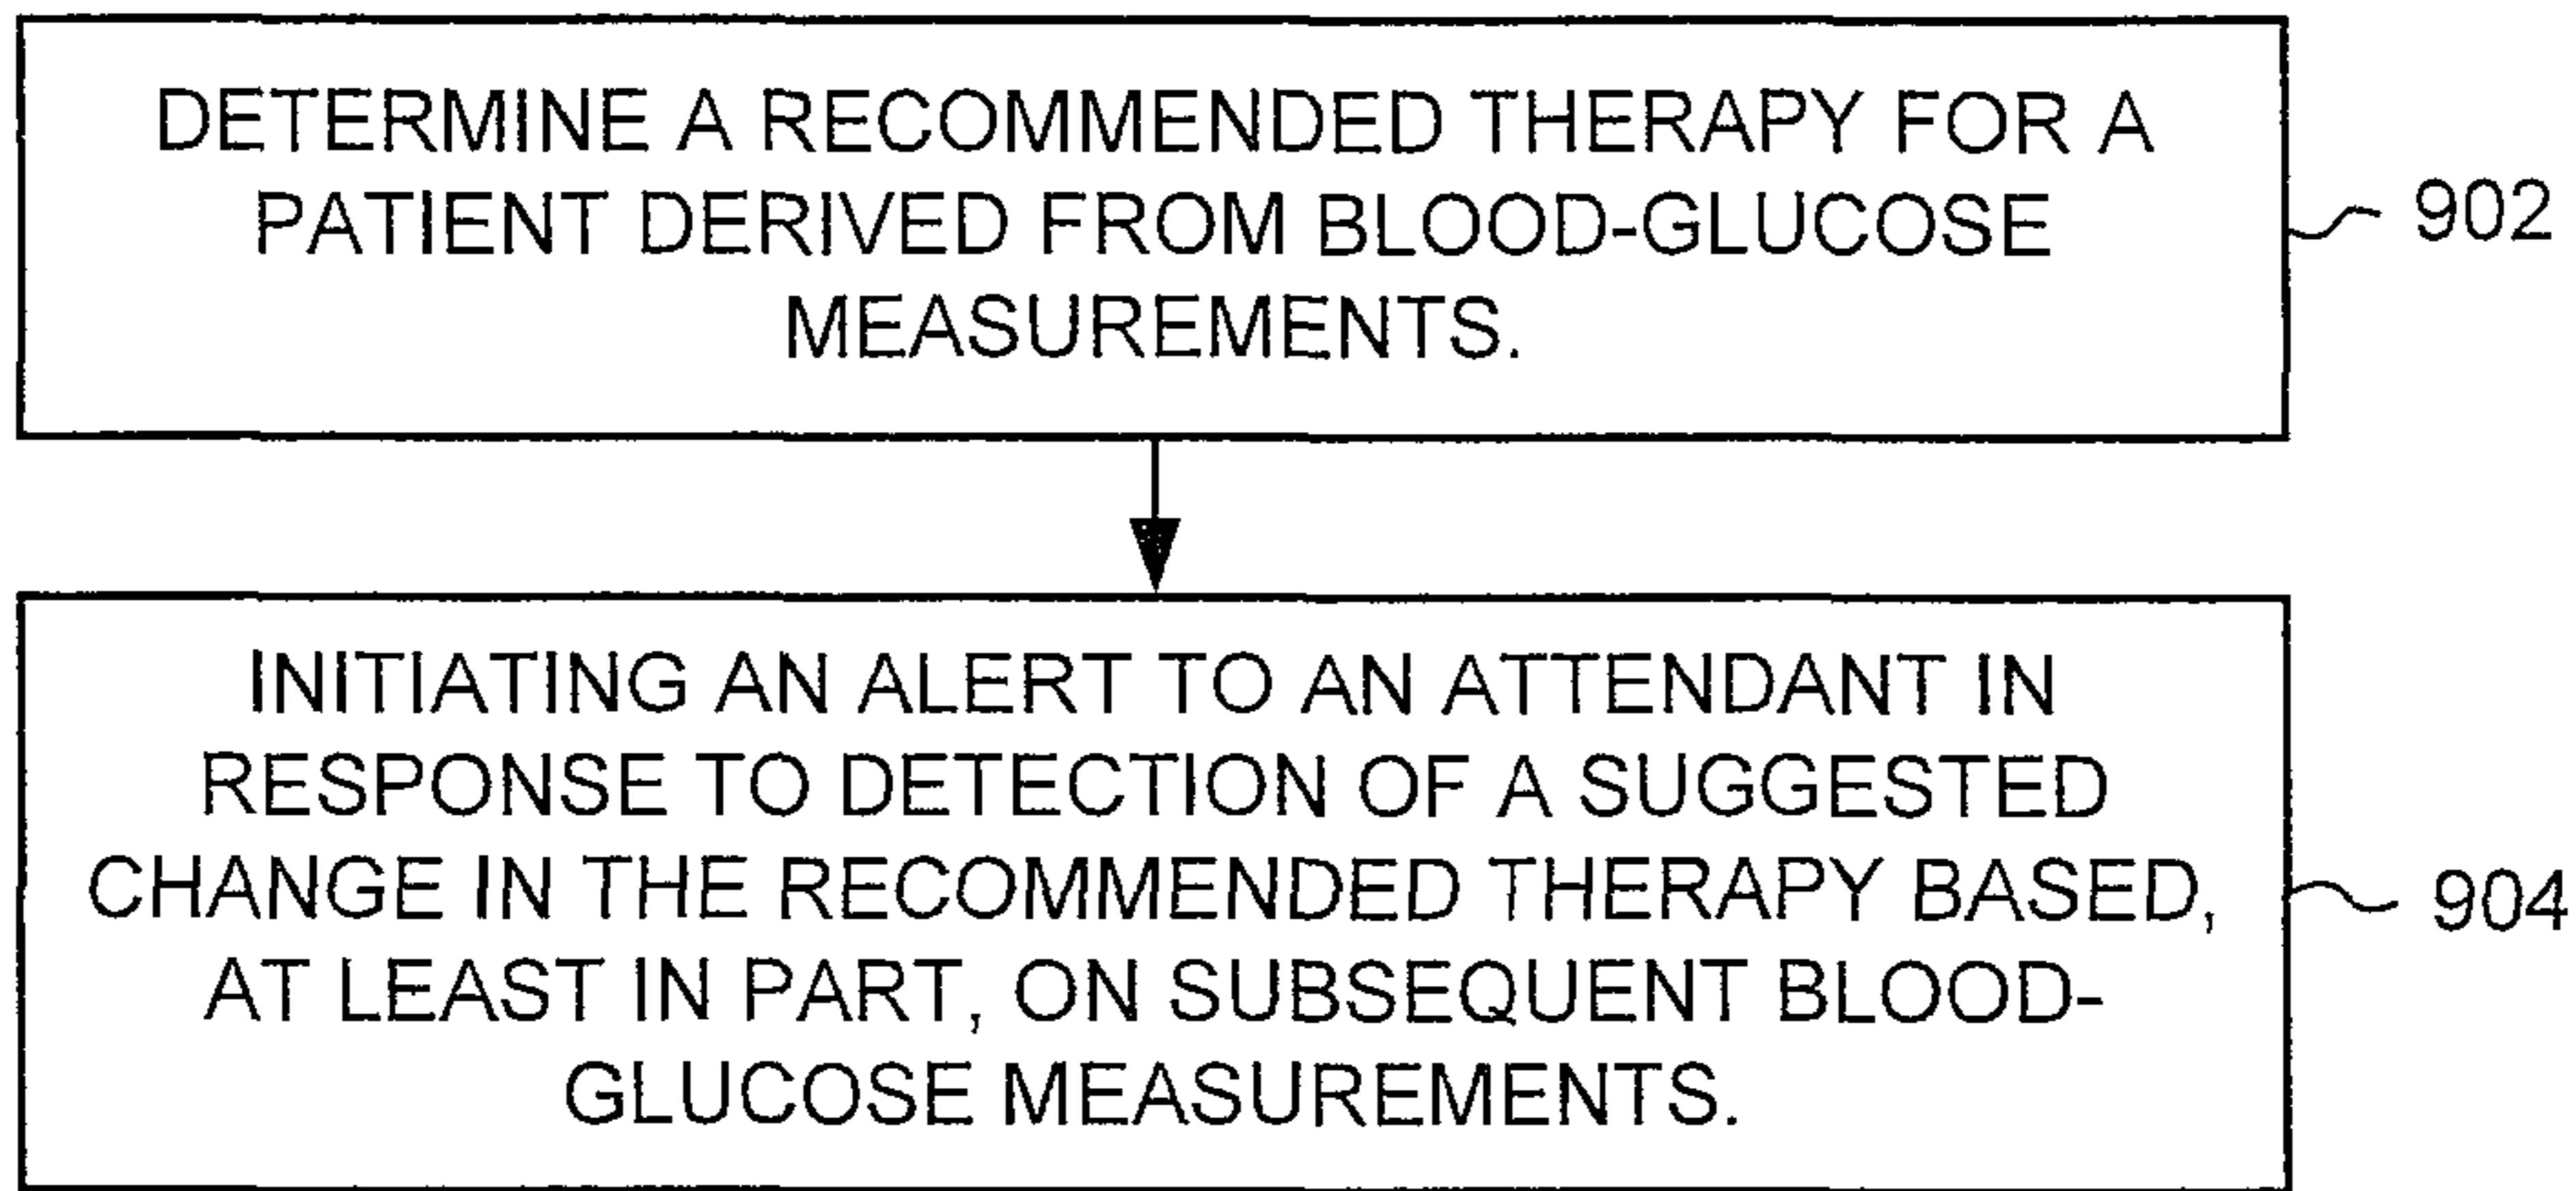 DETERMINE A RECOMMENDED THERAPY FOR A
PATIENT DERIVED FROM BLOOD-GLUCOSE
MEASUREMENTS.
902
INITIATING AN ALERT TO AN ATTENDANT IN
RESPONSE TO DETECTION OF A SUGGESTED
CHANGE IN THE RECOMMENDED THERAPY BASED,
AT LEAST IN PART, ON SUBSEQUENT BLOOD-
GLUCOSE MEASUREMENTS.
904